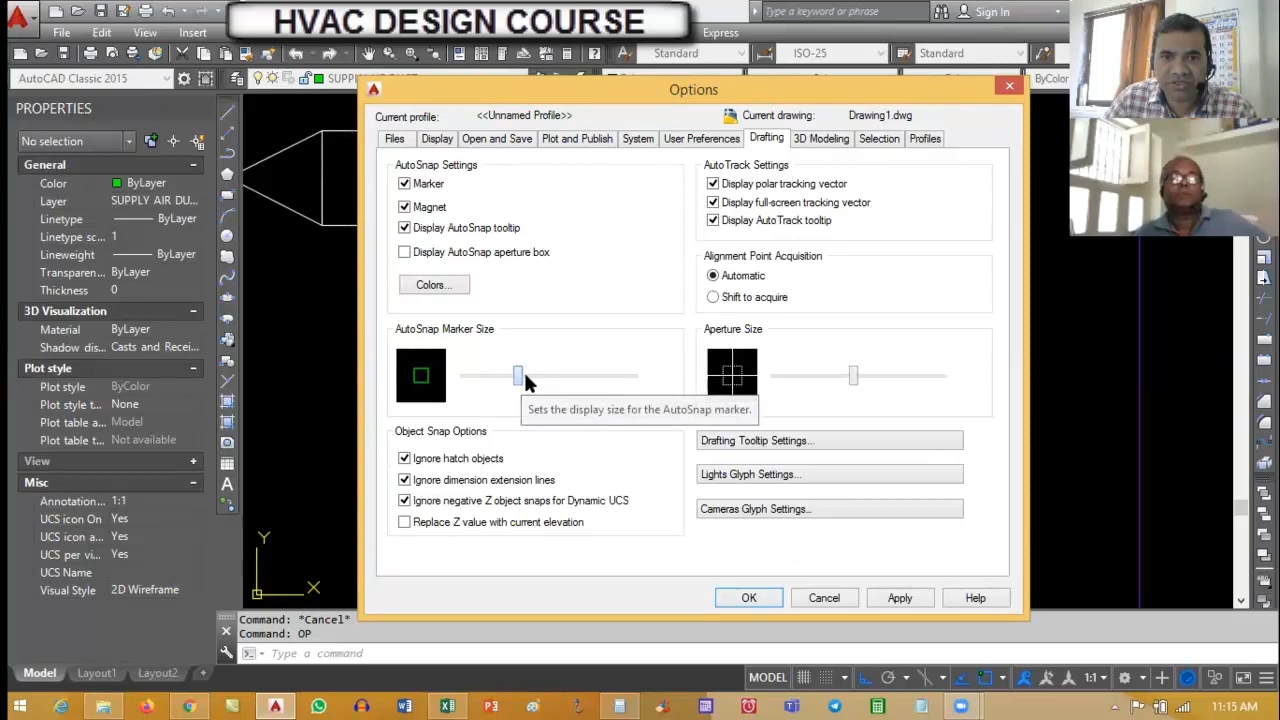 HVAC DESIGN COURSE
Type a keyword or phrase
Sign In
File
Edit
View
Insert
Express
Standard
ISO-25
Standard
AutoCAD Classic 2015
ByColor
PROPERTIES
No selection
General
Color ByLayer
Layer SUPPLY AIR DU...
Linetype ByLayer
Linetype sc... 1
Lineweight ByLayer
Transparen... ByLayer
Thickness 0
3D Visualization
Material ByLayer
Shadow dis... Casts and Recei...
Plot style
Plot style ByColor
Plot style t... None
Plot table a... Model
Plot table t... Not available
View
Misc
Annotation... 1:1
UCS icon On Yes
UCS icon a... Yes
UCS per vi... Yes
UCS Name
Visual Style 2D Wireframe
Options
Current profile: <<Unnamed Profile>> Current drawing: Drawing1.dwg
Files Display Open and Save Plot and Publish System User Preferences Drafting 3D Modeling Selection Profiles
AutoSnap Settings
Marker
Magnet
Display AutoSnap tooltip
Display AutoSnap aperture box
Colors...
AutoSnap Marker Size
Sets the display size for the AutoSnap marker.
Object Snap Options
Ignore hatch objects
Ignore dimension extension lines
Ignore negative Z object snaps for Dynamic UCS
Replace Z value with current elevation
AutoTrack Settings
Display polar tracking vector
Display full-screen tracking vector
Display AutoTrack tooltip
Alignment Point Acquisition
Automatic
Shift to acquire
Aperture Size
Drafting Tooltip Settings...
Lights Glyph Settings...
Cameras Glyph Settings...
OK Cancel Apply Help
Y
X
Command: *Cancel*
Command: OP
Type a command
Model Layout1 Layout2 +
MODEL
1:1
11:15 AM